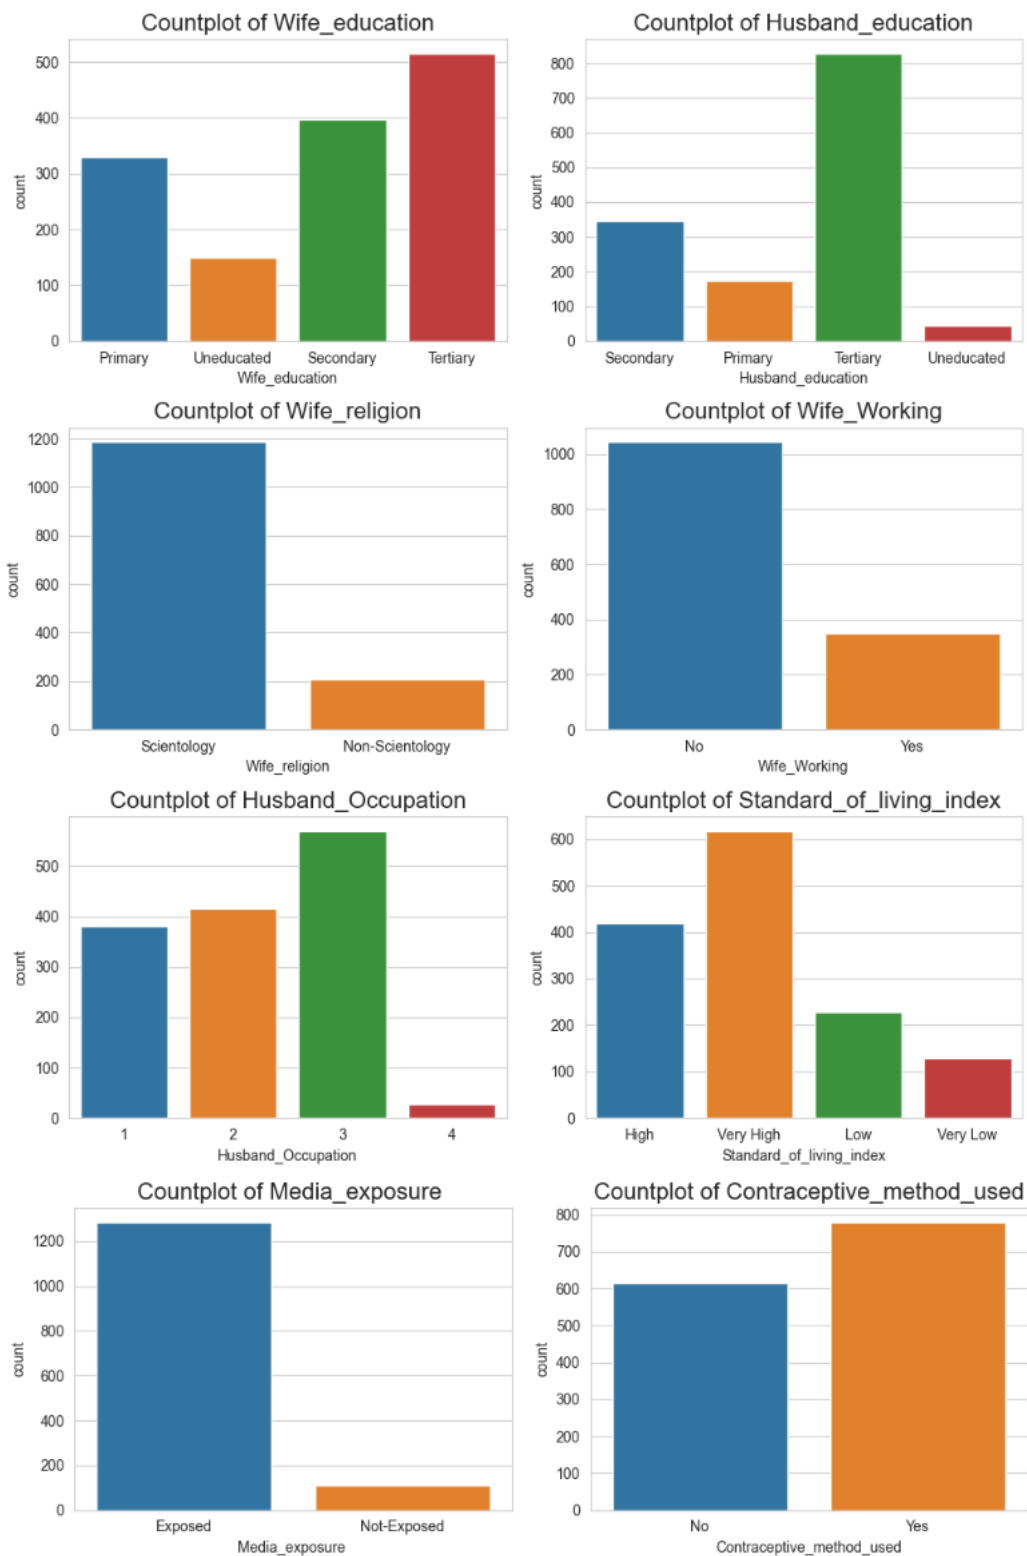 Countplot of Wife_education
500
400
300
200
100
0
count
Primary Uneducated Secondary Tertiary
Wife_education
Countplot of Husband_education
800
700
600
500
400
300
200
100
0
count
Secondary Primary Tertiary Uneducated
Husband_education
Countplot of Wife_religion
1200
1000
800
600
400
200
0
count
Scientology Non-Scientology
Wife_religion
Countplot of Wife_Working
1000
800
600
400
200
0
count
No Yes
Wife_Working
Countplot of Husband_Occupation
500
400
300
200
100
0
count
1 2 3 4
Husband_Occupation
Countplot of Standard_of_living_index
600
500
400
300
200
100
0
count
High Very High Low Very Low
Standard_of_living_index
Countplot of Media_exposure
1200
1000
800
600
400
200
0
count
Exposed Not-Exposed
Media_exposure
Countplot of Contraceptive_method_used
800
700
600
500
400
300
200
100
0
count
No Yes
Contraceptive_method_used